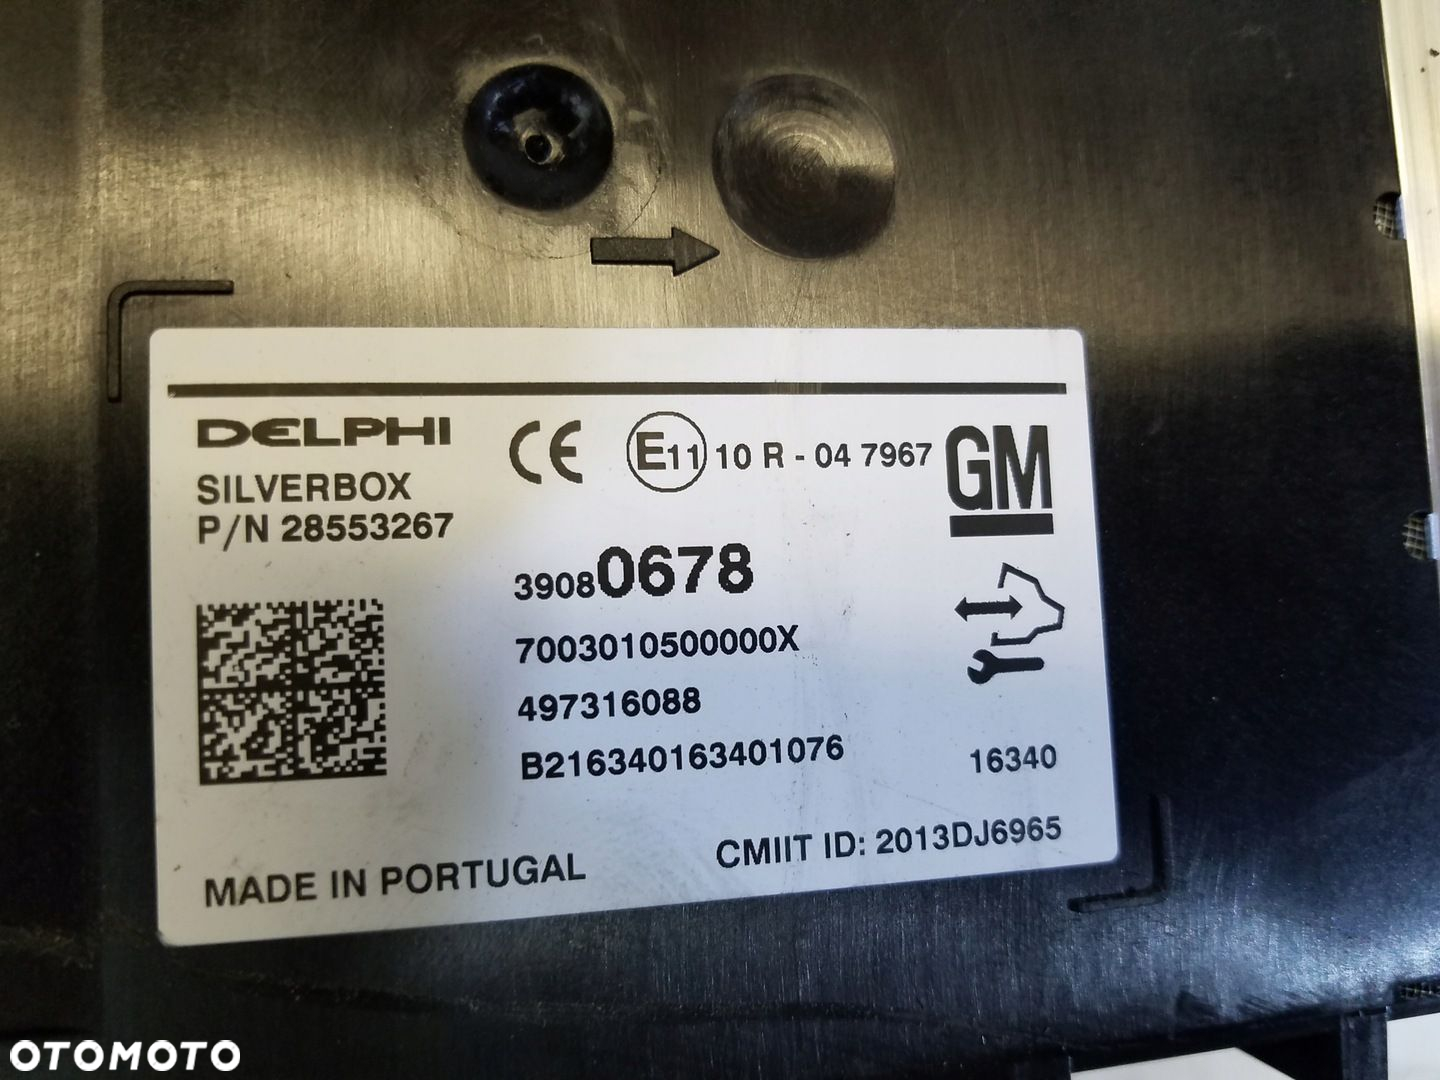 DELPHI
CE E11 10 R - 04 7967 GM
SILVERBOX
P/N 28553267
39080678
7003010500000X
497316088
B216340163401076 16340
CMIIT ID: 2013DJ6965
MADE IN PORTUGAL
OTOMOTO